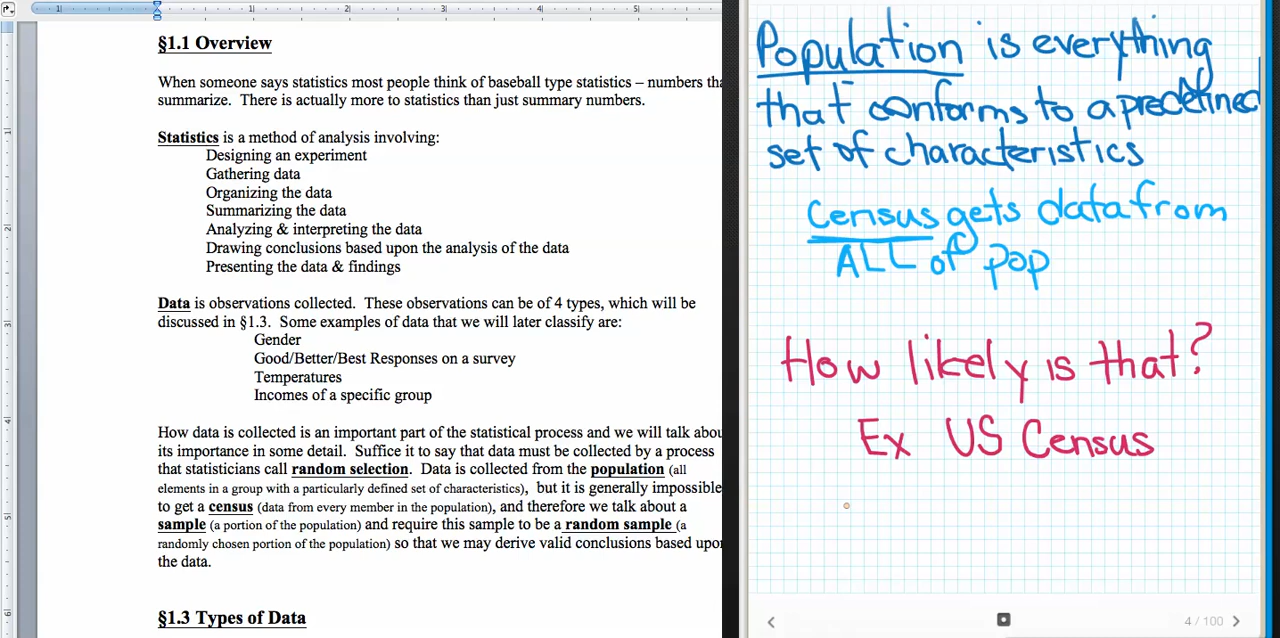 §1.1 Overview
When someone says statistics most people think of baseball type statistics – numbers tha
summarize. There is actually more to statistics than just summary numbers.
Statistics is a method of analysis involving:
Designing an experiment
Gathering data
Organizing the data
Summarizing the data
Analyzing & interpreting the data
Drawing conclusions based upon the analysis of the data
Presenting the data & findings
Data is observations collected. These observations can be of 4 types, which will be
discussed in §1.3. Some examples of data that we will later classify are:
Gender
Good/Better/Best Responses on a survey
Temperatures
Incomes of a specific group
How data is collected is an important part of the statistical process and we will talk abou
its importance in some detail. Suffice it to say that data must be collected by a process
that statisticians call random selection. Data is collected from the population (all
elements in a group with a particularly defined set of characteristics), but it is generally impossible
to get a census (data from every member in the population), and therefore we talk about a
sample (a portion of the population) and require this sample to be a random sample (a
randomly chosen portion of the population) so that we may derive valid conclusions based upon
the data.
§1.3 Types of Data
Population is everything
that conforms to a predefined
set of characteristics
Census gets data from
ALL of pop
How likely is that?
Ex US Census
4 / 100